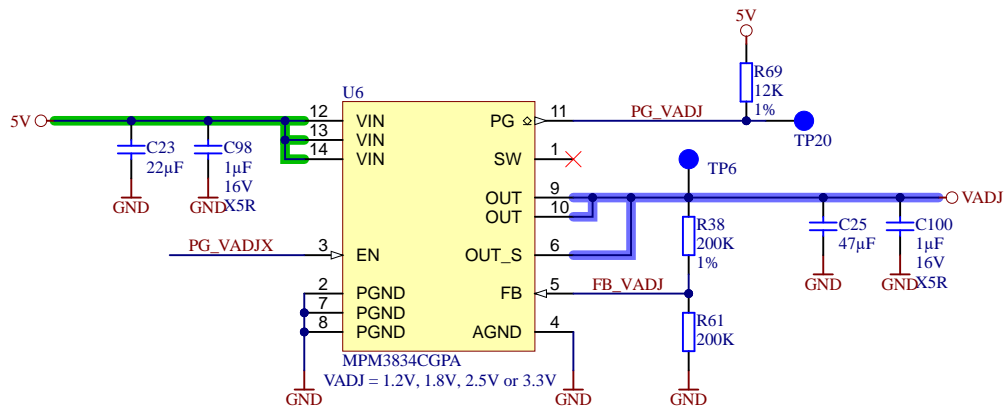 5V
R69
12K
1%
U6
5V
12
VIN
13
VIN
14
VIN
PG
11
PG_VADJ
TP20
C23
22µF
C98
1µF
16V
X5R
GND
GND
SW
1
TP6
OUT
9
OUT
10
VADJ
R38
200K
1%
C25
47µF
C100
1µF
16V
X5R
PG_VADJX
3
EN
OUT_S
6
GND
GND
2
PGND
7
PGND
8
PGND
FB
5
FB_VADJ
R61
200K
AGND
4
MPM3834CGPA
VADJ = 1.2V, 1.8V, 2.5V or 3.3V
GND
GND
GND